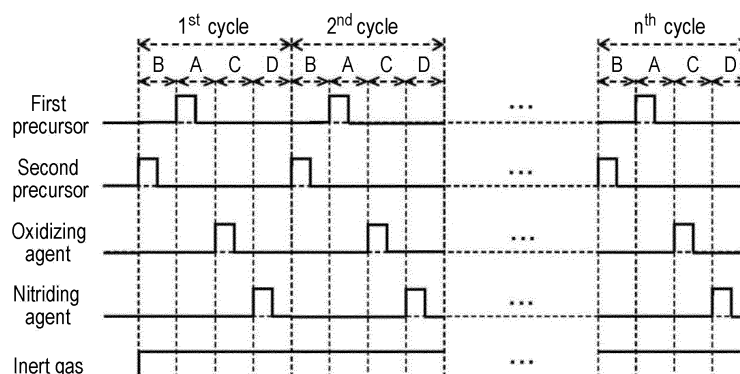 1st cycle 2nd cycle nth cycle
B A C D B A C D B A C D
First
precursor
...
Second
precursor
...
Oxidizing
agent
...
Nitriding
agent
...
Inert gas
...